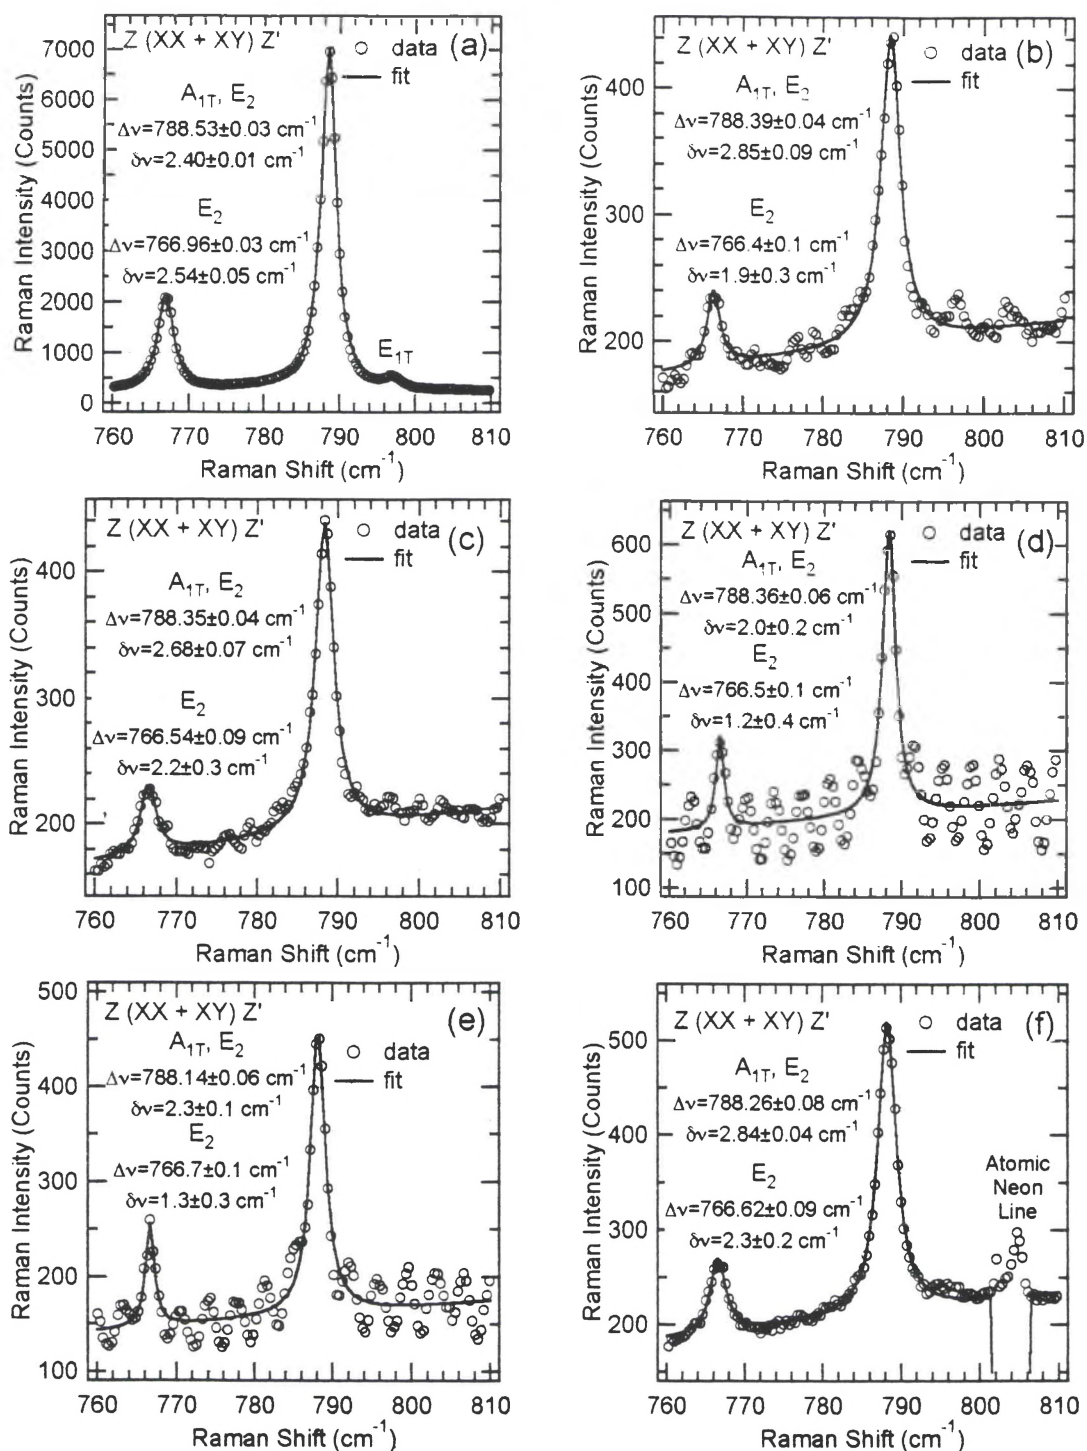 Z (XX + XY) Z'
data
(a)
fit
A1T, E2
Δν=788.53±0.03 cm-1
δν=2.40±0.01 cm-1
E2
Δν=766.96±0.03 cm-1
δν=2.54±0.05 cm-1
E1T
7000
6000
5000
4000
3000
2000
1000
0
Raman Intensity (Counts)
760 770 780 790 800 810
Raman Shift (cm-1)
Z (XX + XY) Z'
data
(b)
fit
A1T, E2
Δν=788.39±0.04 cm-1
δν=2.85±0.09 cm-1
E2
Δν=766.4±0.1 cm-1
δν=1.9±0.3 cm-1
400
300
200
Raman Intensity (Counts)
760 770 780 790 800 810
Raman Shift (cm-1)
Z (XX + XY) Z'
data
(c)
fit
A1T, E2
Δν=788.35±0.04 cm-1
δν=2.68±0.07 cm-1
E2
Δν=766.54±0.09 cm-1
δν=2.2±0.3 cm-1
400
300
200
Raman Intensity (Counts)
760 770 780 790 800 810
Raman Shift (cm-1)
Z (XX + XY) Z'
data
(d)
fit
A1T, E2
Δν=788.36±0.06 cm-1
δν=2.0±0.2 cm-1
E2
Δν=766.5±0.1 cm-1
δν=1.2±0.4 cm-1
600
500
400
300
200
100
Raman Intensity (Counts)
760 770 780 790 800 810
Raman Shift (cm-1)
Z (XX + XY) Z'
(e)
data
fit
A1T, E2
Δν=788.14±0.06 cm-1
δν=2.3±0.1 cm-1
E2
Δν=766.7±0.1 cm-1
δν=1.3±0.3 cm-1
500
400
300
200
100
Raman Intensity (Counts)
760 770 780 790 800 810
Raman Shift (cm-1)
Z (XX + XY) Z'
data
(f)
fit
A1T, E2
Δν=788.26±0.08 cm-1
δν=2.84±0.04 cm-1
E2
Δν=766.62±0.09 cm-1
δν=2.3±0.2 cm-1
Atomic
Neon
Line
500
400
300
200
Raman Intensity (Counts)
760 770 780 790 800 810
Raman Shift (cm-1)